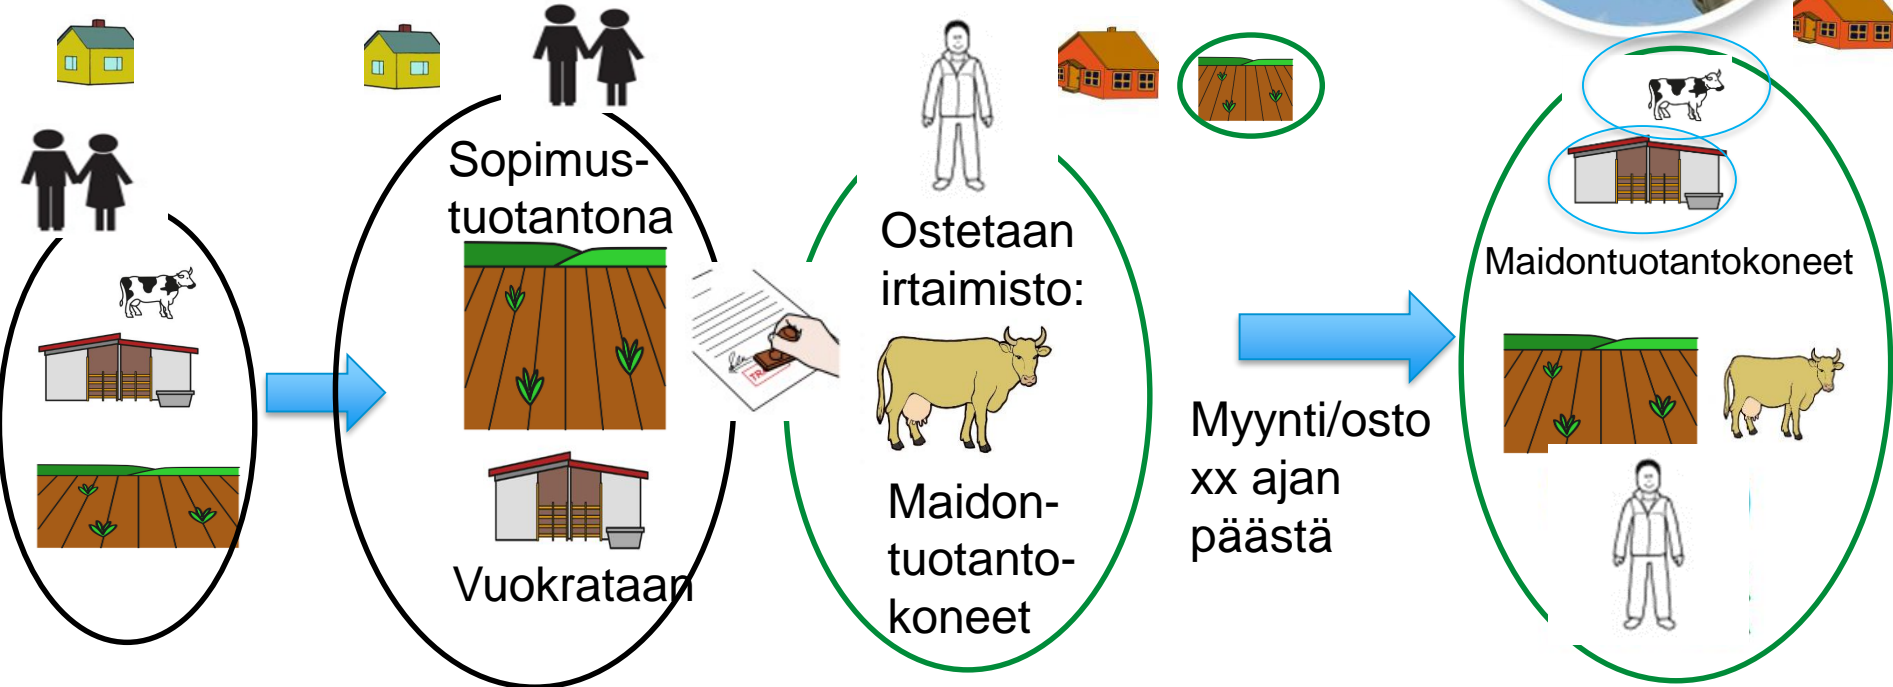 Sopimus-
tuotantona
Vuokrataan
Ostetaan
irtaimisto:
Maidon-
tuotanto-
koneet
Myynti/osto
xx ajan
päästä
Maidontuotantokoneet